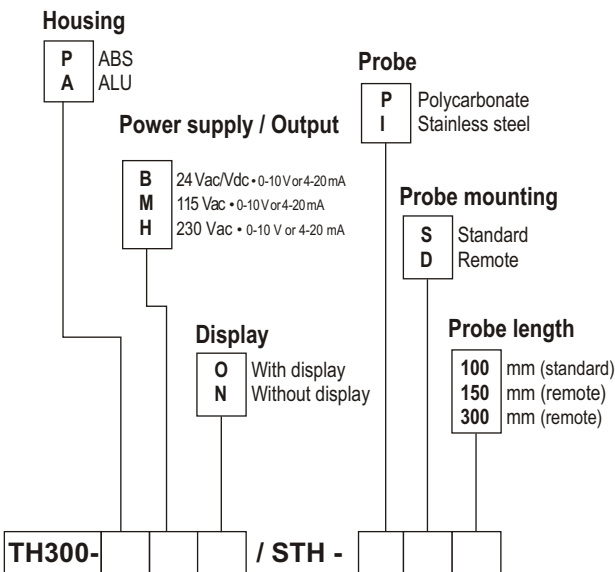 Housing
P ABS
A ALU
Power supply / Output
B 24 Vac/Vdc • 0-10 V or 4-20 mA
M 115 Vac • 0-10 V or 4-20 mA
H 230 Vac • 0-10 V or 4-20 mA
Display
O With display
N Without display
Probe
P Polycarbonate
I Stainless steel
Probe mounting
S Standard
D Remote
Probe length
100 mm (standard)
150 mm (remote)
300 mm (remote)
TH300- / STH -